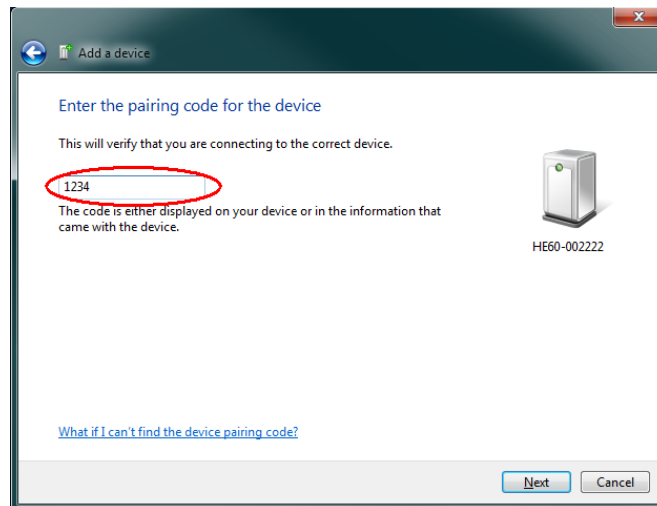 Add a device
Enter the pairing code for the device
This will verify that you are connecting to the correct device.
1234
The code is either displayed on your device or in the information that
came with the device.
HE60-002222
What if I can't find the device pairing code?
Next
Cancel